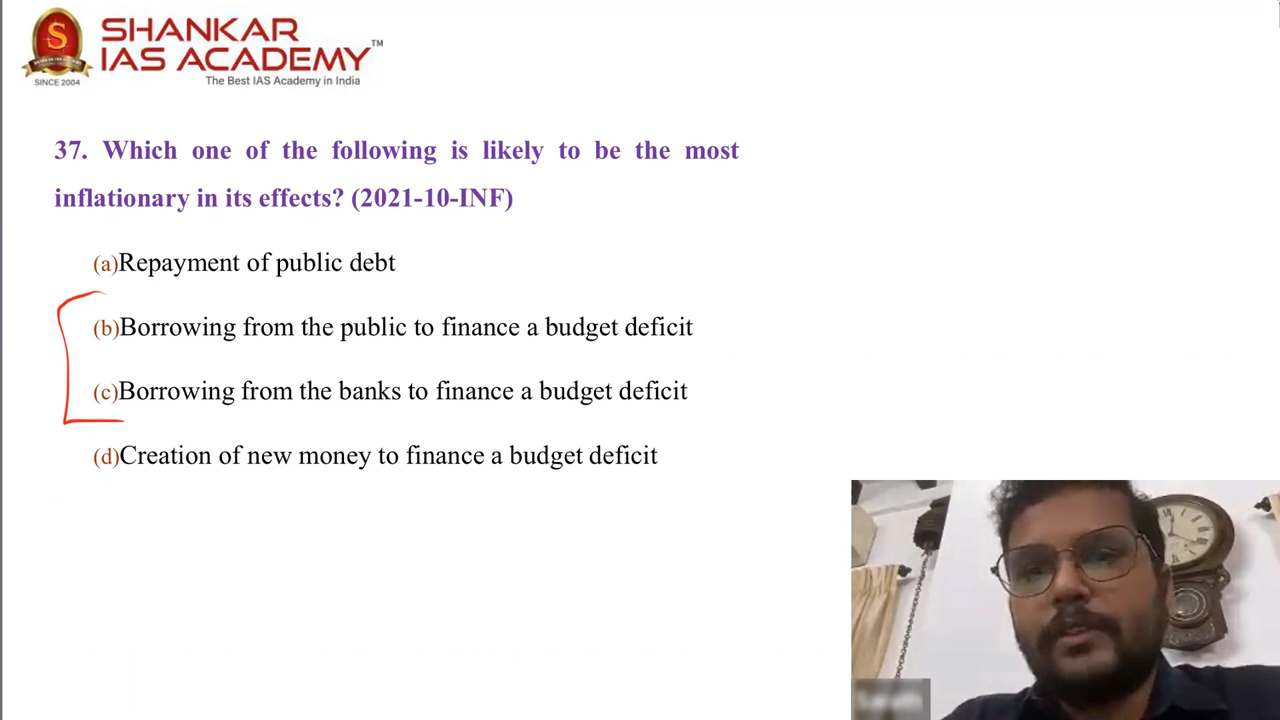 SHANKAR
IAS ACADEMY™
The Best IAS Academy in India
SINCE 2004
37. Which one of the following is likely to be the most
inflationary in its effects? (2021-10-INF)
(a)Repayment of public debt
(b)Borrowing from the public to finance a budget deficit
(c)Borrowing from the banks to finance a budget deficit
(d)Creation of new money to finance a budget deficit